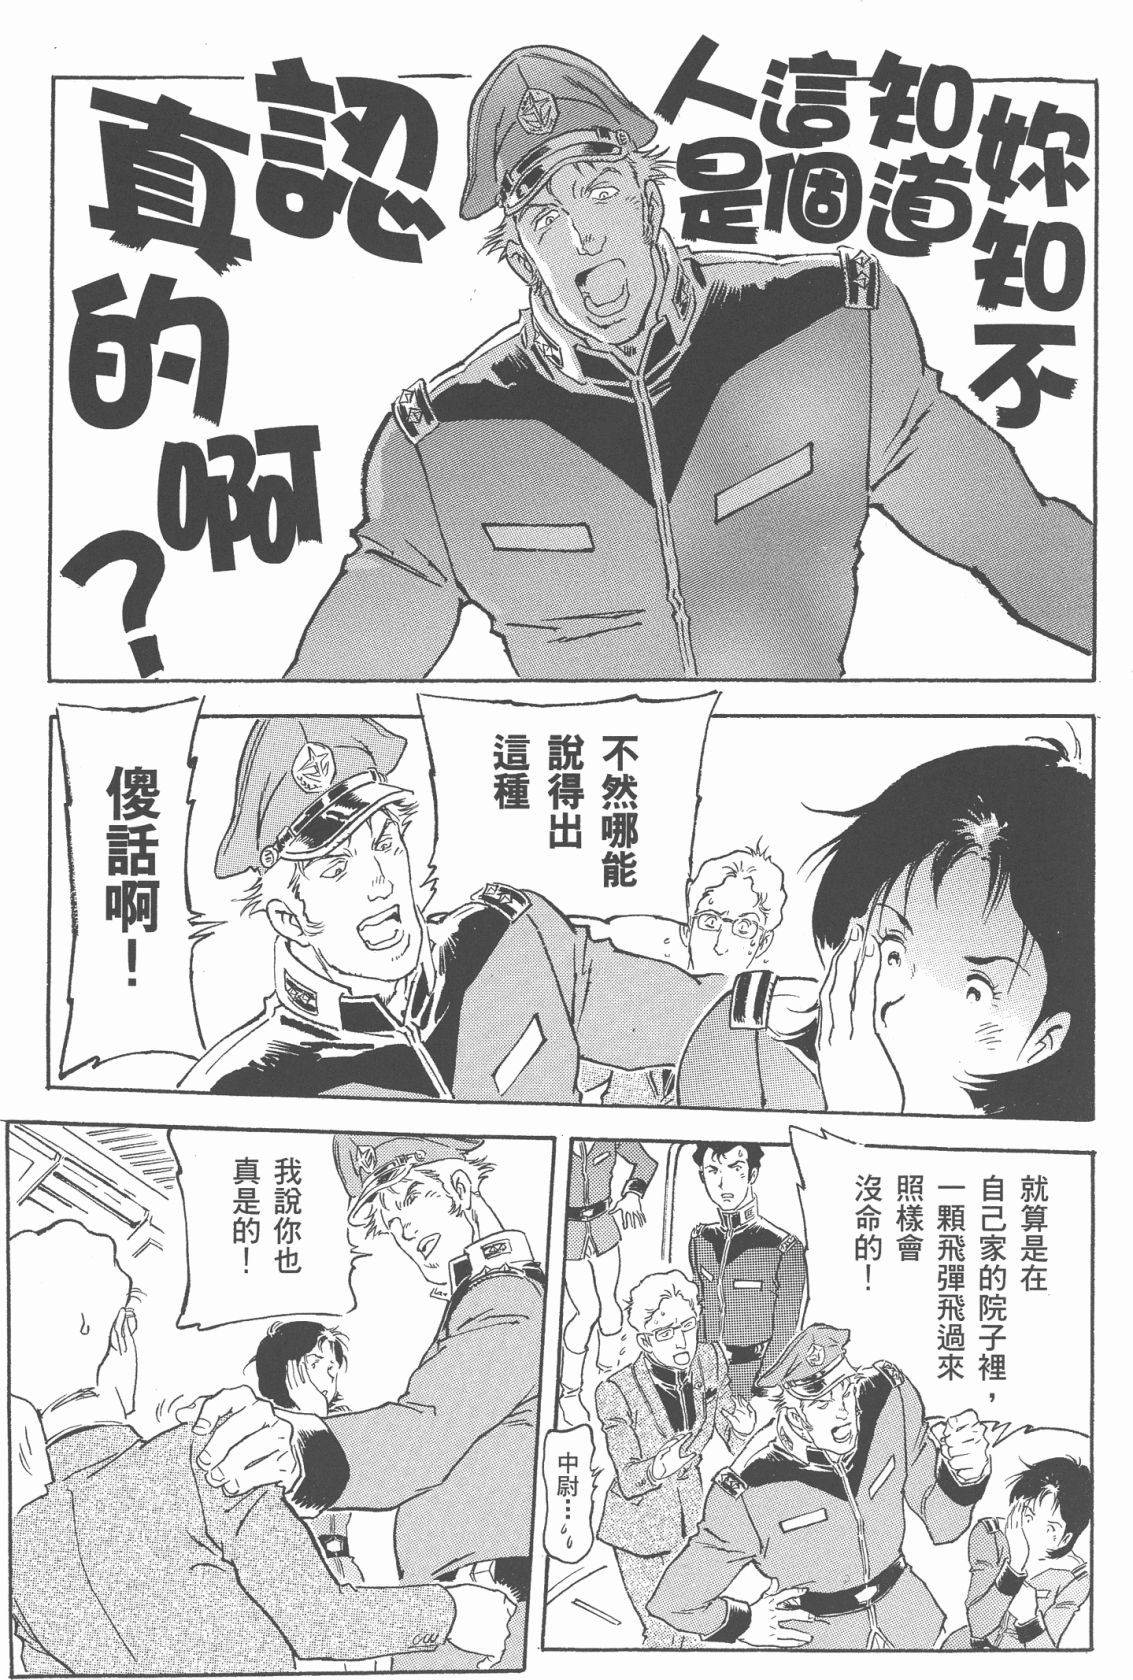 妳知不
知道
這個
人是
認
真的啊
？
不然哪能
說得出
這種
傻話啊！
就算是在
自己家的院子裡，
一顆飛彈飛過來
照樣會
沒命的！
中尉…
我說你也
真是的！